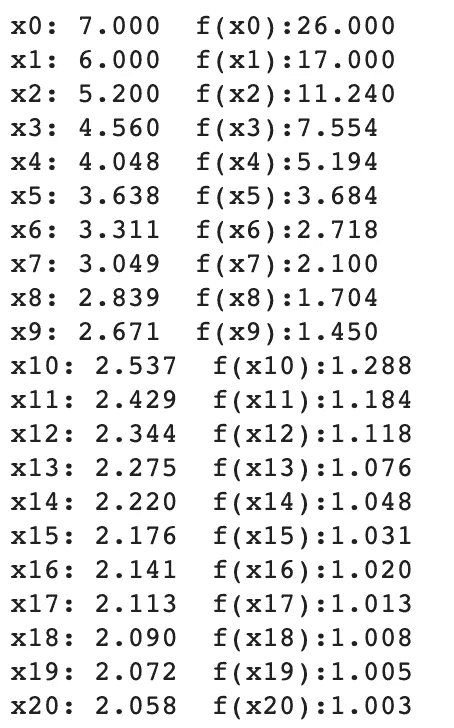 x0: 7.000  f(x0):26.000
x1: 6.000  f(x1):17.000
x2: 5.200  f(x2):11.240
x3: 4.560  f(x3):7.554
x4: 4.048  f(x4):5.194
x5: 3.638  f(x5):3.684
x6: 3.311  f(x6):2.718
x7: 3.049  f(x7):2.100
x8: 2.839  f(x8):1.704
x9: 2.671  f(x9):1.450
x10: 2.537  f(x10):1.288
x11: 2.429  f(x11):1.184
x12: 2.344  f(x12):1.118
x13: 2.275  f(x13):1.076
x14: 2.220  f(x14):1.048
x15: 2.176  f(x15):1.031
x16: 2.141  f(x16):1.020
x17: 2.113  f(x17):1.013
x18: 2.090  f(x18):1.008
x19: 2.072  f(x19):1.005
x20: 2.058  f(x20):1.003